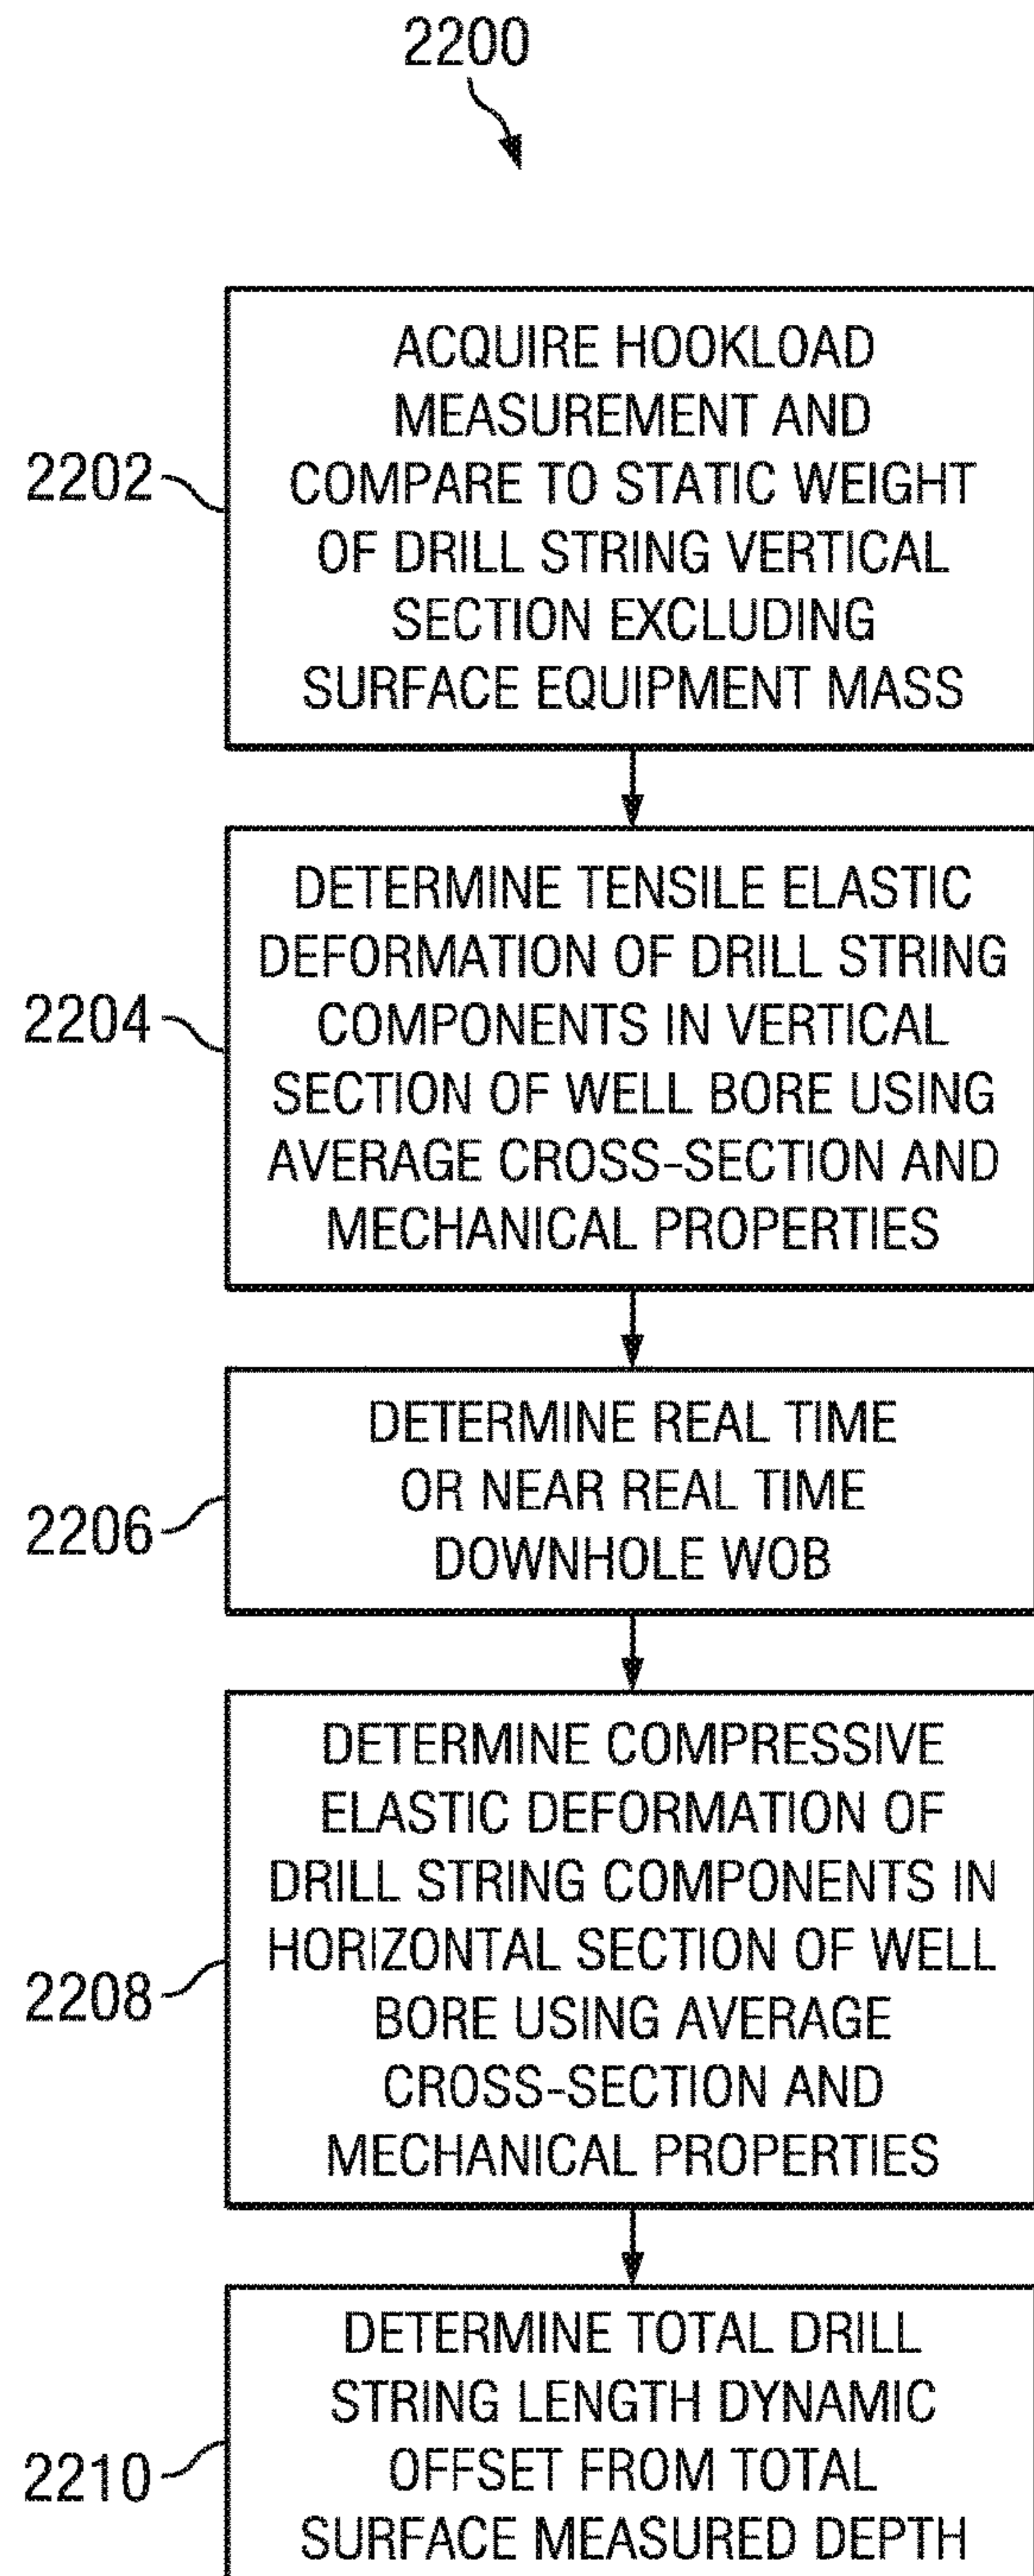 2200
2202
ACQUIRE HOOKLOAD
MEASUREMENT AND
COMPARE TO STATIC WEIGHT
OF DRILL STRING VERTICAL
SECTION EXCLUDING
SURFACE EQUIPMENT MASS
2204
DETERMINE TENSILE ELASTIC
DEFORMATION OF DRILL STRING
COMPONENTS IN VERTICAL
SECTION OF WELL BORE USING
AVERAGE CROSS-SECTION AND
MECHANICAL PROPERTIES
2206
DETERMINE REAL TIME
OR NEAR REAL TIME
DOWNHOLE WOB
2208
DETERMINE COMPRESSIVE
ELASTIC DEFORMATION OF
DRILL STRING COMPONENTS IN
HORIZONTAL SECTION OF WELL
BORE USING AVERAGE
CROSS-SECTION AND
MECHANICAL PROPERTIES
2210
DETERMINE TOTAL DRILL
STRING LENGTH DYNAMIC
OFFSET FROM TOTAL
SURFACE MEASURED DEPTH